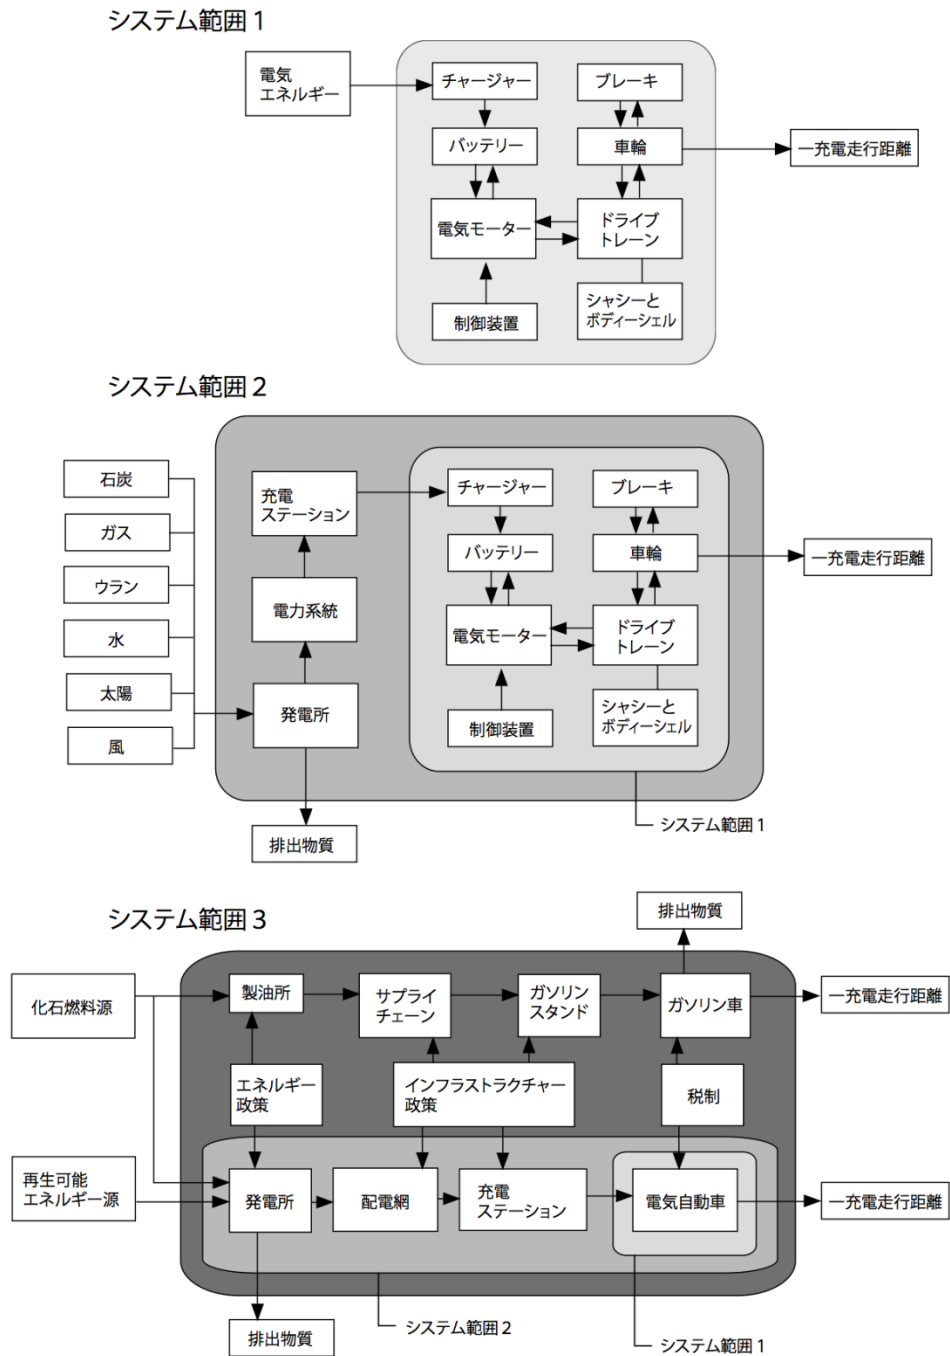 システム範囲1
電気
エネルギー
チャージャー
ブレーキ
バッテリー
車輪
一充電走行距離
電気モーター
ドライブ
トレーン
制御装置
シャシーと
ボディーシェル
システム範囲2
石炭
ガス
ウラン
水
太陽
風
充電
ステーション
電力系統
発電所
排出物質
チャージャー
ブレーキ
バッテリー
車輪
一充電走行距離
電気モーター
ドライブ
トレーン
制御装置
シャシーと
ボディーシェル
システム範囲1
システム範囲3
排出物質
化石燃料源
製油所
サプライ
チェーン
ガソリン
スタンド
ガソリン車
一充電走行距離
エネルギー
政策
インフラストラクチャー
政策
税制
再生可能
エネルギー源
発電所
配電網
充電
ステーション
電気自動車
一充電走行距離
排出物質
システム範囲2
システム範囲1